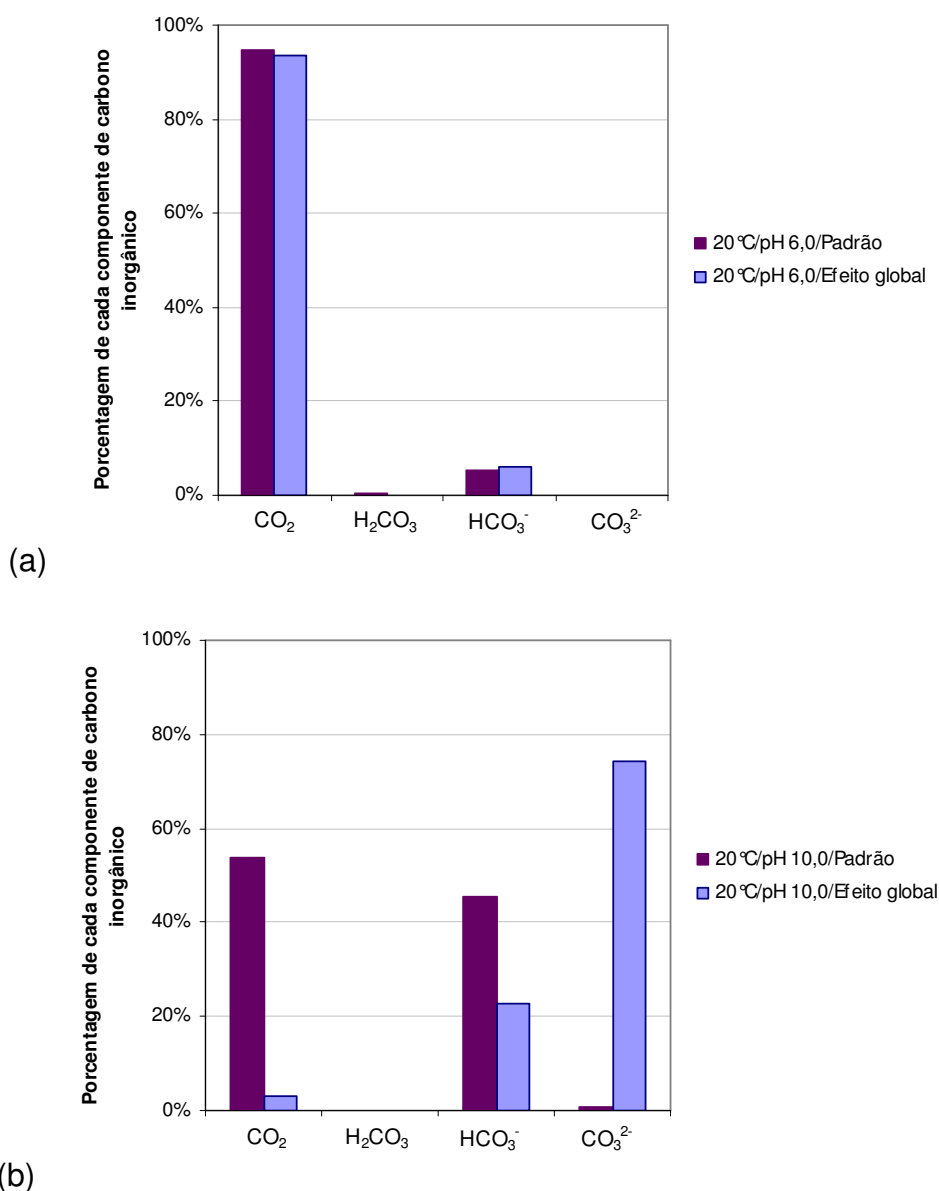 100%
80%
60%
40%
20%
0%
Porcentagem de cada componente de carbono
inorgânico
CO₂ H₂CO₃ HCO₃⁻ CO₃²⁻
20°C/pH 6,0/Padrão
20°C/pH 6,0/Efeito global
(a)
100%
80%
60%
40%
20%
0%
Porcentagem de cada componente de carbono
inorgânico
CO₂ H₂CO₃ HCO₃⁻ CO₃²⁻
20°C/pH 10,0/Padrão
20°C/pH 10,0/Efeito global
(b)